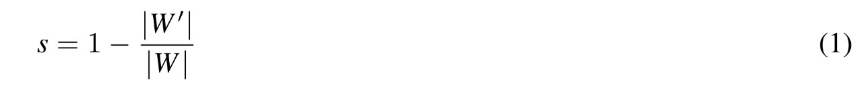 s = 1 − |W′| / |W| (1)